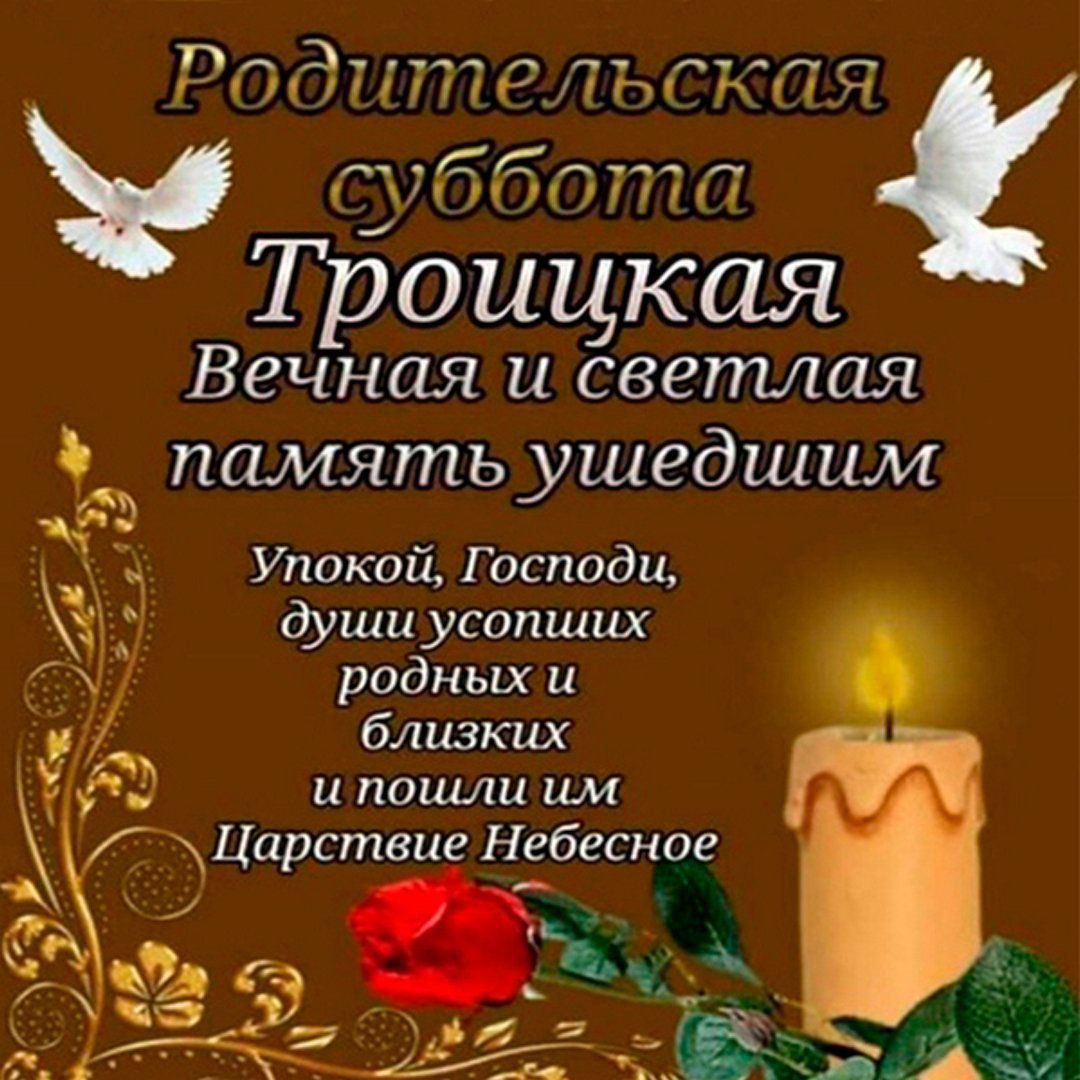 Родительская
суббота
Троицкая
Вечная и светлая
память ушедшим
Упокой, Господи,
души усопших
родных и
близких
и пошли им
Царствие Небесное